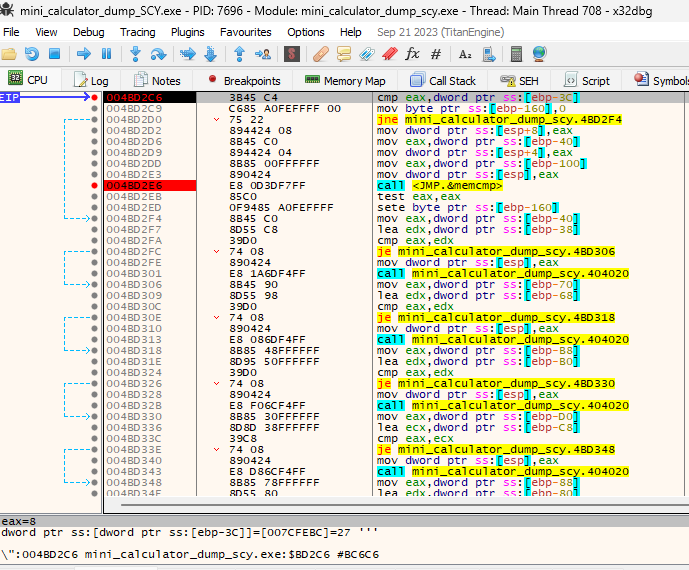 mini_calculator_dump_SCY.exe - PID: 7696 - Module: mini_calculator_dump_scy.exe - Thread: Main Thread 708 - x32dbg
File View Debug Tracing Plugins Favourites Options Help Sep 21 2023 (TitanEngine)
CPU Log Notes Breakpoints Memory Map Call Stack SEH Script Symbols
EIP 004BD2C6 3B45 C4 cmp eax,dword ptr ss:[ebp-3C]
004BD2C9 C685 A0FEFFFF 00 mov byte ptr ss:[ebp-160],0
004BD2D0 75 22 jne mini_calculator_dump_scy.4BD2F4
004BD2D2 894424 08 mov dword ptr ss:[esp+8],eax
004BD2D6 8B45 C0 mov eax,dword ptr ss:[ebp-40]
004BD2D9 894424 04 mov dword ptr ss:[esp+4],eax
004BD2DD 8B85 00FFFFFF mov eax,dword ptr ss:[ebp-100]
004BD2E3 890424 mov dword ptr ss:[esp],eax
004BD2E6 E8 0D3DF7FF call <JMP.&memcmp>
004BD2EB 85C0 test eax,eax
004BD2ED 0F9485 A0FEFFFF sete byte ptr ss:[ebp-160]
004BD2F4 8B45 C0 mov eax,dword ptr ss:[ebp-40]
004BD2F7 8D55 C8 lea edx,dword ptr ss:[ebp-38]
004BD2FA 39D0 cmp eax,edx
004BD2FC 74 08 je mini_calculator_dump_scy.4BD306
004BD2FE 890424 mov dword ptr ss:[esp],eax
004BD301 E8 1A6DF4FF call mini_calculator_dump_scy.404020
004BD306 8B45 90 mov eax,dword ptr ss:[ebp-70]
004BD309 8D55 98 lea edx,dword ptr ss:[ebp-68]
004BD30C 39D0 cmp eax,edx
004BD30E 74 08 je mini_calculator_dump_scy.4BD318
004BD310 890424 mov dword ptr ss:[esp],eax
004BD313 E8 086DF4FF call mini_calculator_dump_scy.404020
004BD318 8B85 48FFFFFF mov eax,dword ptr ss:[ebp-B8]
004BD31E 8D95 50FFFFFF lea edx,dword ptr ss:[ebp-B0]
004BD324 39D0 cmp eax,edx
004BD326 74 08 je mini_calculator_dump_scy.4BD330
004BD328 890424 mov dword ptr ss:[esp],eax
004BD32B E8 F06CF4FF call mini_calculator_dump_scy.404020
004BD330 8B85 30FFFFFF mov eax,dword ptr ss:[ebp-D0]
004BD336 8D8D 38FFFFFF lea ecx,dword ptr ss:[ebp-C8]
004BD33C 39C8 cmp eax,ecx
004BD33E 74 08 je mini_calculator_dump_scy.4BD348
004BD340 890424 mov dword ptr ss:[esp],eax
004BD343 E8 D86CF4FF call mini_calculator_dump_scy.404020
004BD348 8B85 78FFFFFF mov eax,dword ptr ss:[ebp-88]
004BD34E 8D55 80 lea edx,dword ptr ss:[ebp-80]
eax=8
dword ptr ss:[dword ptr ss:[ebp-3C]]=[007CFEBC]=27 '''
\":004BD2C6 mini_calculator_dump_scy.exe:$BD2C6 #BC6C6